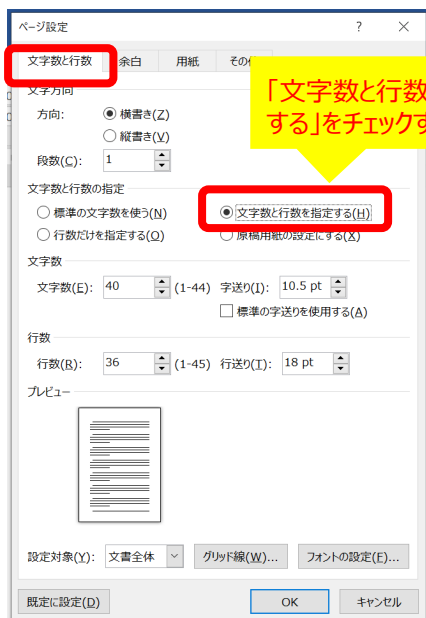 ページ設定 ? ×
文字数と行数 余白 用紙 その他
文字方向
「文字数と行数
する」をチェックす
方向: 横書き(Z)
縦書き(V)
段数(C): 1
文字数と行数の指定
標準の文字数を使う(N) 文字数と行数を指定する(H)
行数だけを指定する(O) 原稿用紙の設定にする(X)
文字数
文字数(E): 40 (1-44) 字送り(I): 10.5 pt
標準の字送りを使用する(A)
行数
行数(R): 36 (1-45) 行送り(T): 18 pt
プレビュー
設定対象(Y): 文書全体 グリッド線(W)... フォントの設定(F)...
既定に設定(D) OK キャンセル